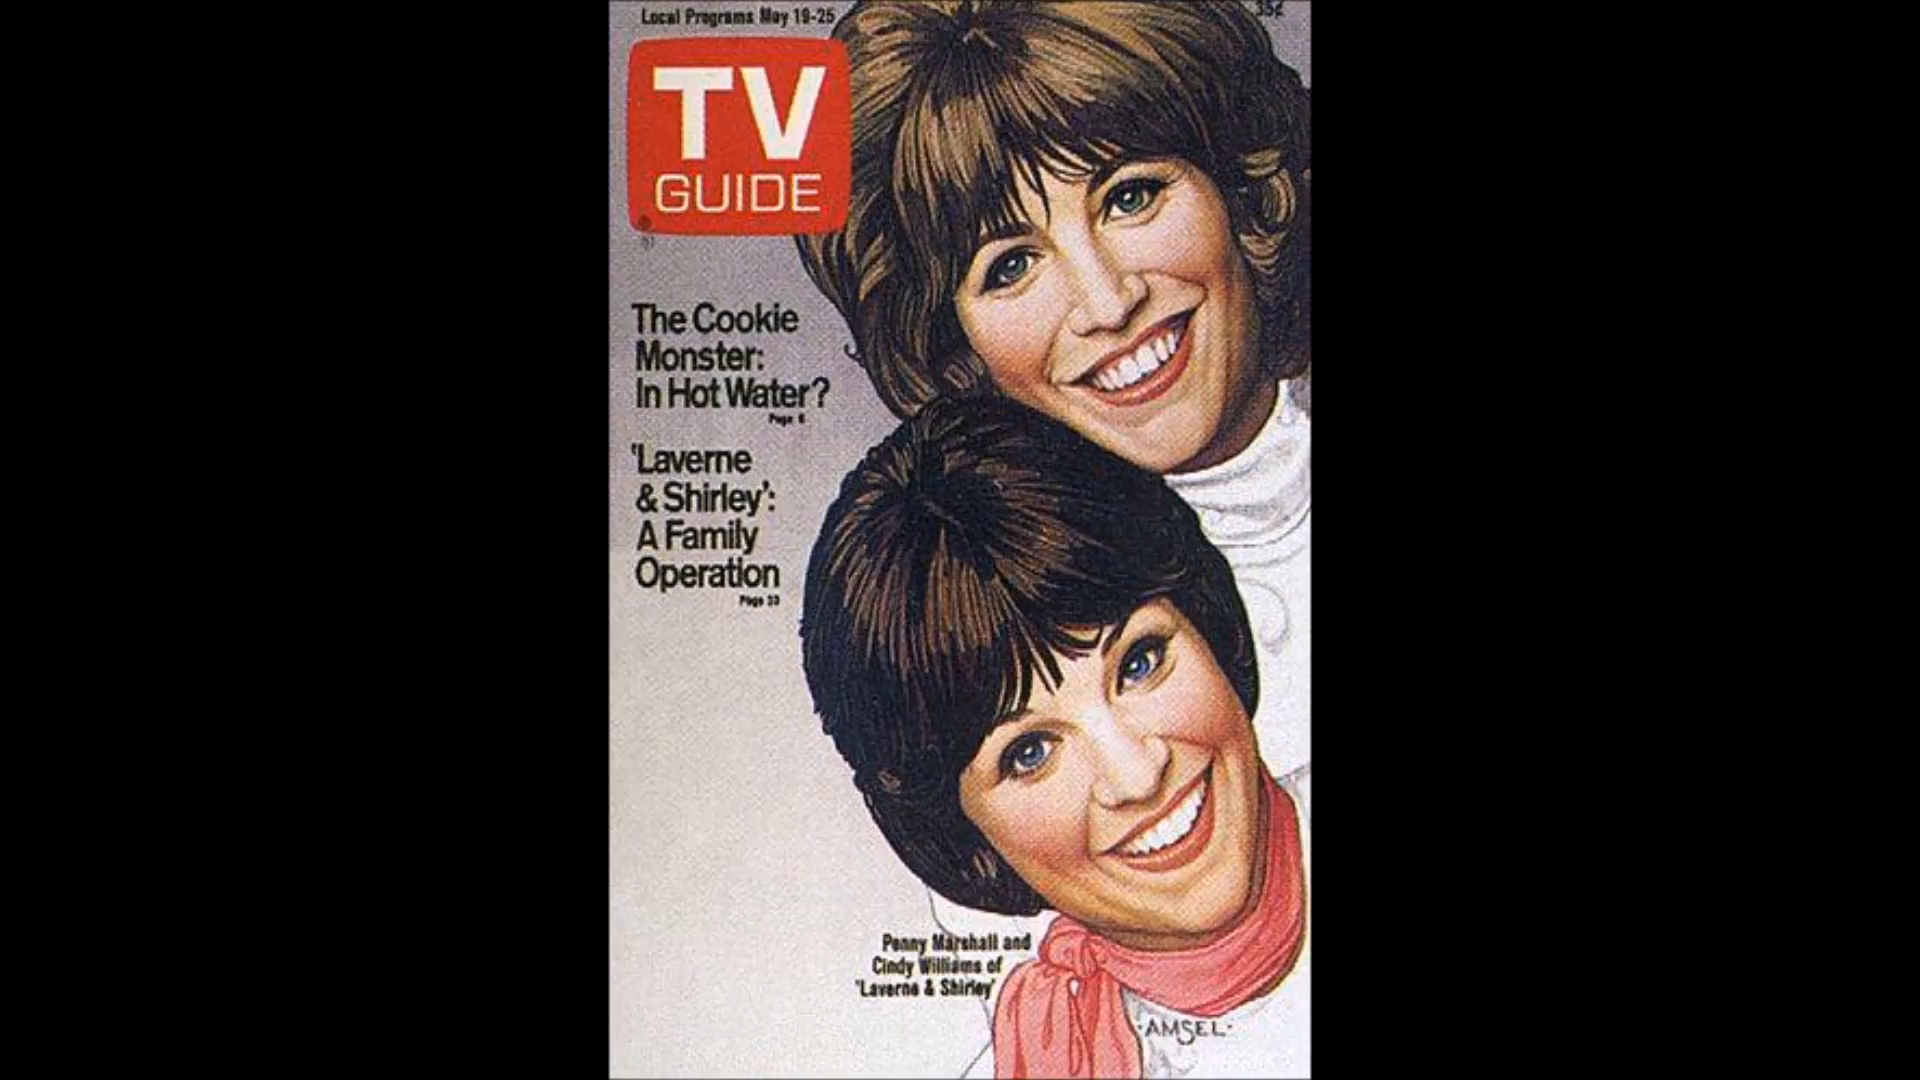 Local Programs May 19-25
35¢
TV
GUIDE
The Cookie
Monster:
In Hot Water?
Page 6
'Laverne
& Shirley':
A Family
Operation
Page 33
Penny Marshall and
Cindy Williams of
'Laverne & Shirley'
·AMSEL·